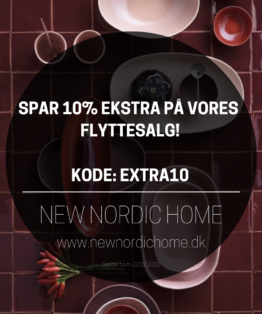 SPAR 10% EKSTRA PÅ VORES
FLYTTESALG!
KODE: EXTRA10
NEW NORDIC HOME
www.newnordichome.dk